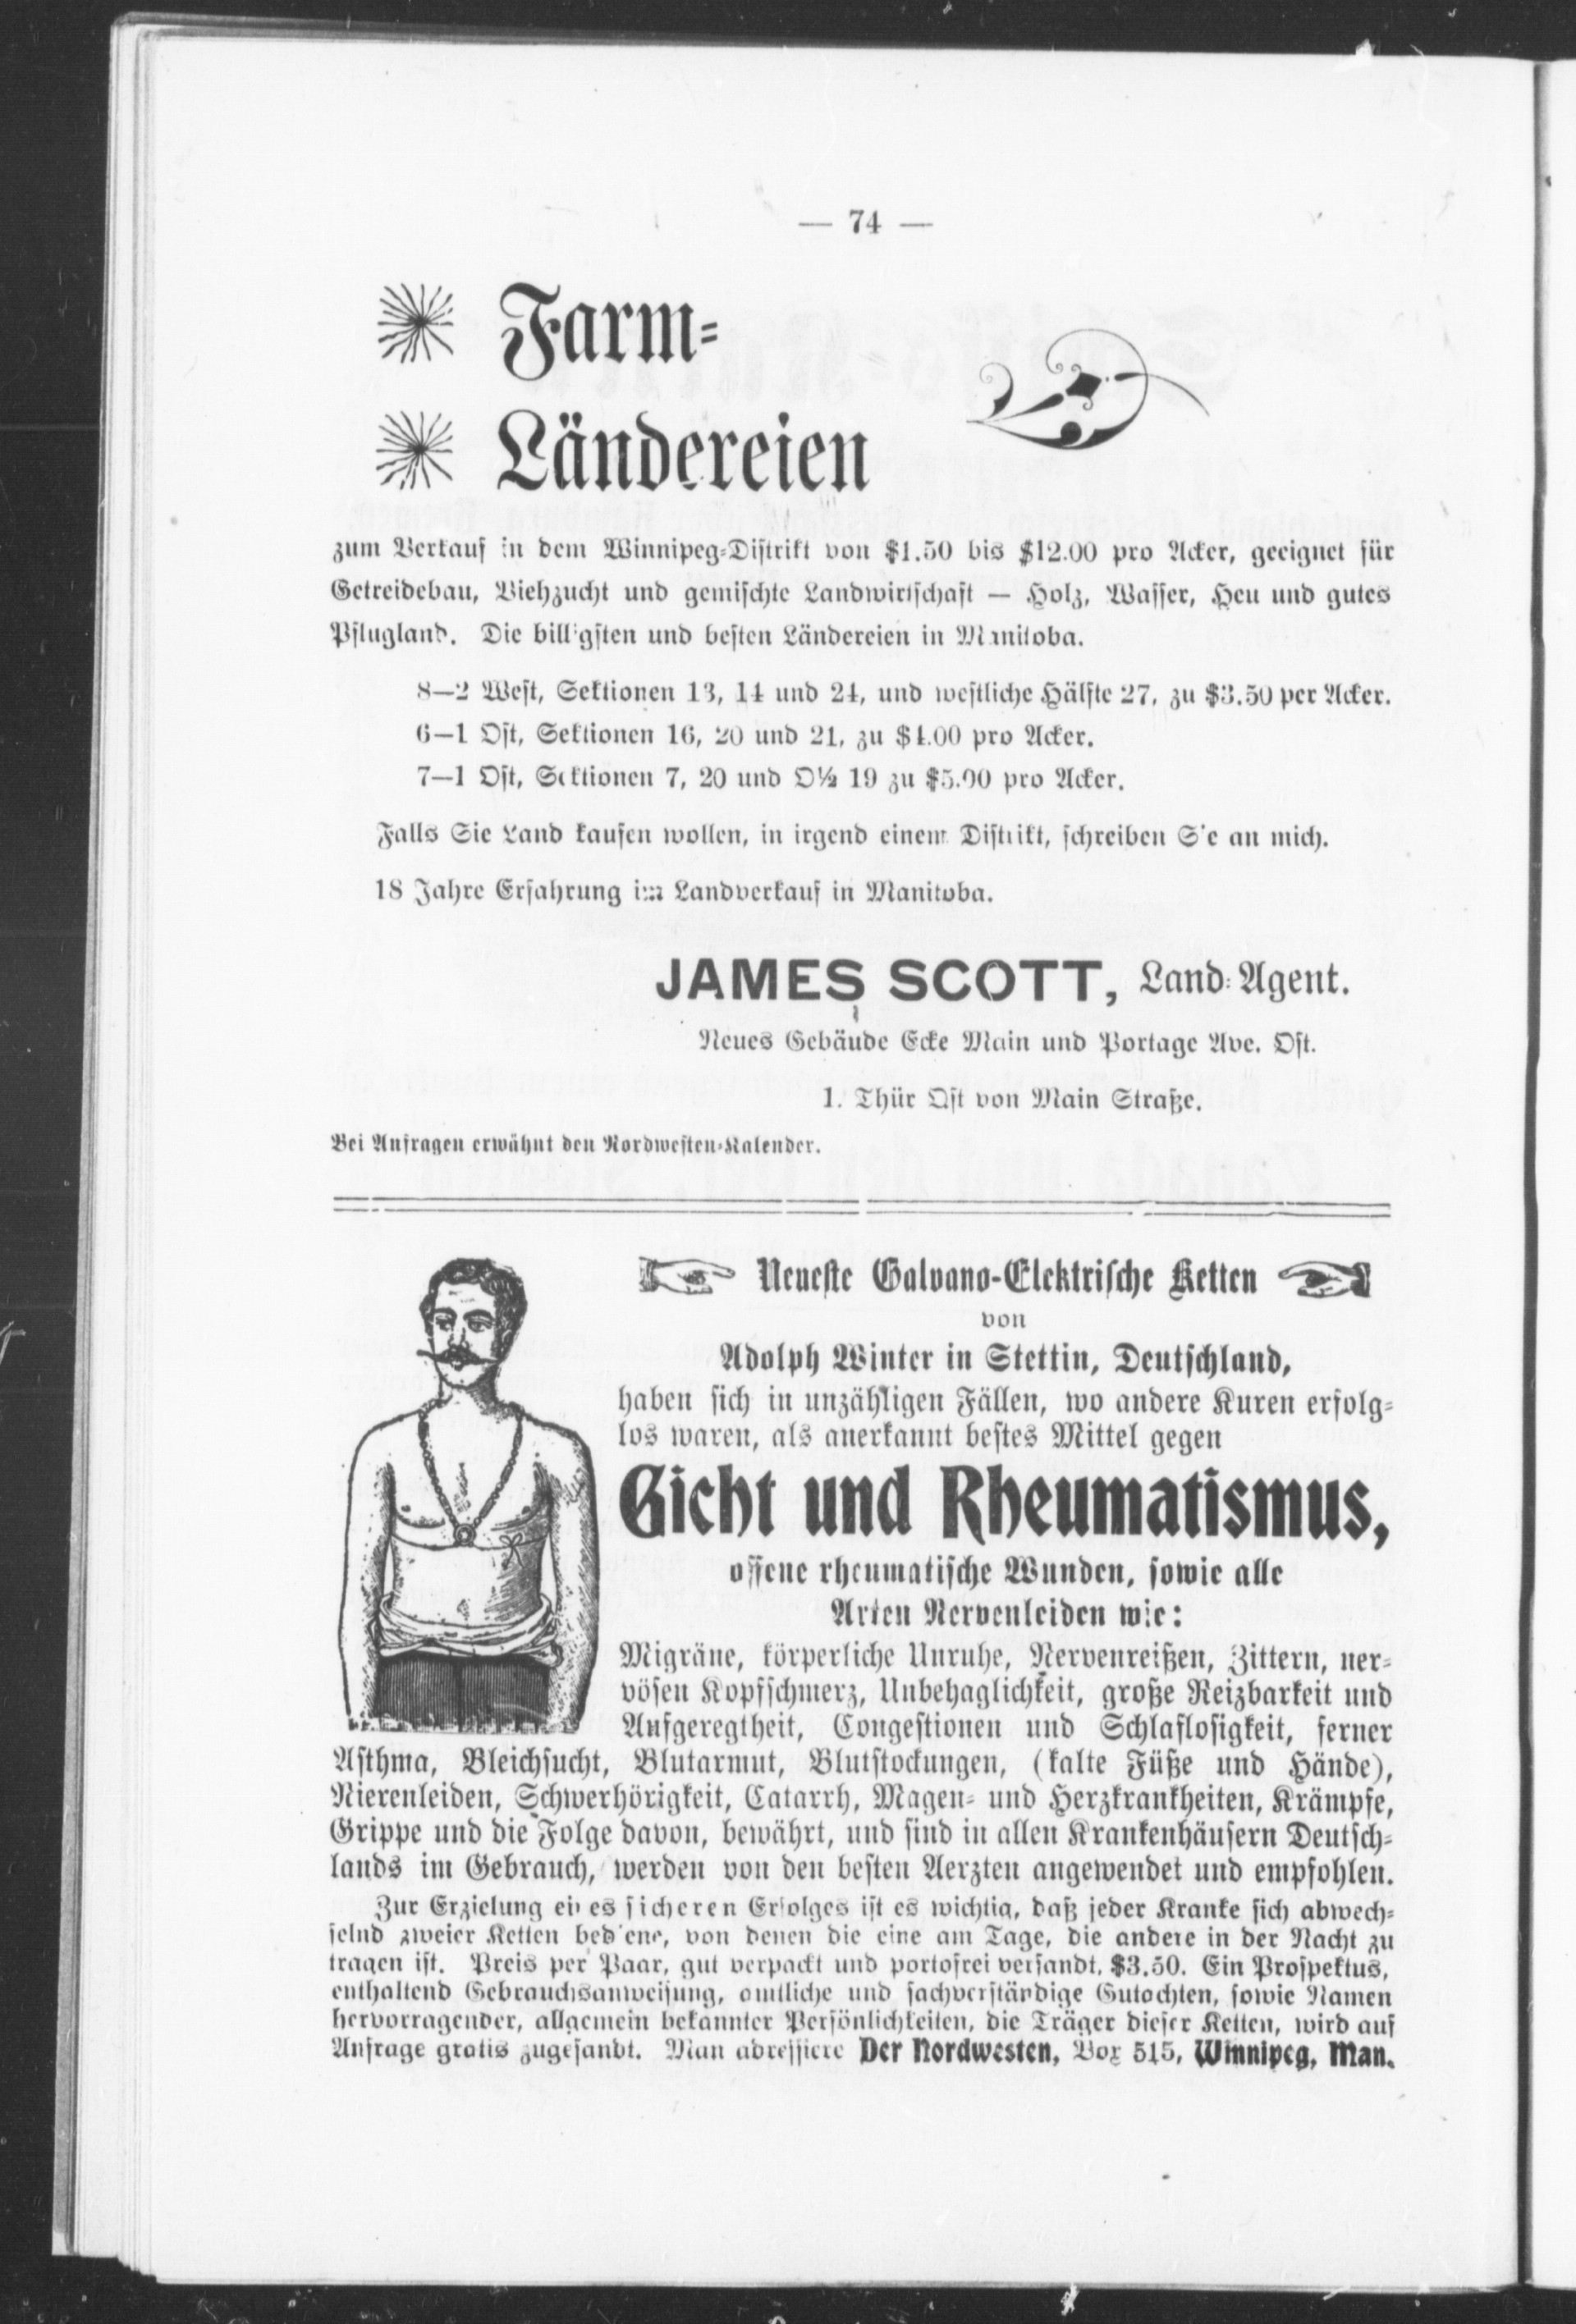 — 74 —
Farm=
Ländereien
zum Verkauf in dem Winnipeg=Distrikt von $1.50 bis $12.00 pro Acker, geeignet für
Getreidebau, Viehzucht und gemischte Landwirtschaft — Holz, Wasser, Heu und gutes
Pflugland. Die billigsten und besten Ländereien in Manitoba.
8—2 West, Sektionen 13, 14 und 24, und westliche Hälfte 27, zu $3.50 per Acker.
6—1 Ost, Sektionen 16, 20 und 21, zu $4.00 pro Acker.
7—1 Ost, Sektionen 7, 20 und O½ 19 zu $5.00 pro Acker.
Falls Sie Land kaufen wollen, in irgend einem Distrikt, schreiben Sie an mich.
18 Jahre Erfahrung im Landverkauf in Manitoba.
JAMES SCOTT, Land=Agent.
Neues Gebäude Ecke Main und Portage Ave. Ost.
1. Thür Ost von Main Straße.
Bei Anfragen erwähnt den Nordwesten=Kalender.
Neueste Galvano-Elektrische Ketten
von
Adolph Winter in Stettin, Deutschland,
haben sich in unzähligen Fällen, wo andere Kuren erfolg=
los waren, als anerkannt bestes Mittel gegen
Gicht und Rheumatismus,
offene rheumatische Wunden, sowie alle
Arten Nervenleiden wie:
Migräne, körperliche Unruhe, Nervenreißen, Zittern, ner=
vösen Kopfschmerz, Unbehaglichkeit, große Reizbarkeit und
Aufgeregtheit, Congestionen und Schlaflosigkeit, ferner
Asthma, Bleichsucht, Blutarmut, Blutstockungen, (kalte Füße und Hände),
Nierenleiden, Schwerhörigkeit, Catarrh, Magen= und Herzkrankheiten, Krämpfe,
Grippe und die Folge davon, bewährt, und sind in allen Krankenhäusern Deutsch=
lands im Gebrauch, werden von den besten Aerzten angewendet und empfohlen.
Zur Erzielung eines sicheren Erfolges ist es wichtig, daß jeder Kranke sich abwech=
selnd zweier Ketten bediene, von denen die eine am Tage, die andere in der Nacht zu
tragen ist. Preis per Paar, gut verpackt und portofrei versandt, $3.50. Ein Prospektus,
enthaltend Gebrauchsanweisung, amtliche und sachverständige Gutachten, sowie Namen
hervorragender, allgemein bekannter Persönlichkeiten, die Träger dieser Ketten, wird auf
Anfrage gratis zugesandt. Man adressiere Der Nordwesten, Box 515, Winnipeg, Man.